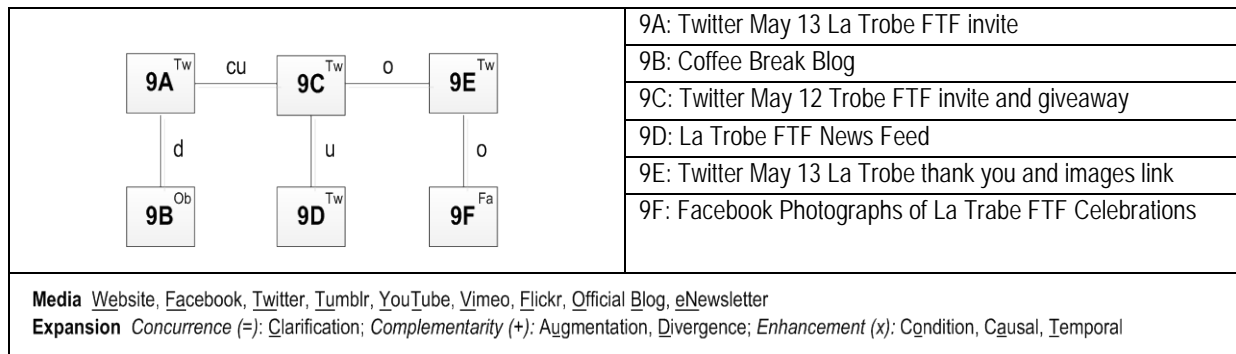 9A Tw cu 9C Tw o 9E Tw
d u o
9B Ob 9D Tw 9F Fa
9A: Twitter May 13 La Trobe FTF invite
9B: Coffee Break Blog
9C: Twitter May 12 Trobe FTF invite and giveaway
9D: La Trobe FTF News Feed
9E: Twitter May 13 La Trobe thank you and images link
9F: Facebook Photographs of La Trabe FTF Celebrations
Media Website, Facebook, Twitter, Tumblr, YouTube, Vimeo, Flickr, Official Blog, eNewsletter
Expansion Concurrence (=): Clarification; Complementarity (+): Augmentation, Divergence; Enhancement (x): Condition, Causal, Temporal